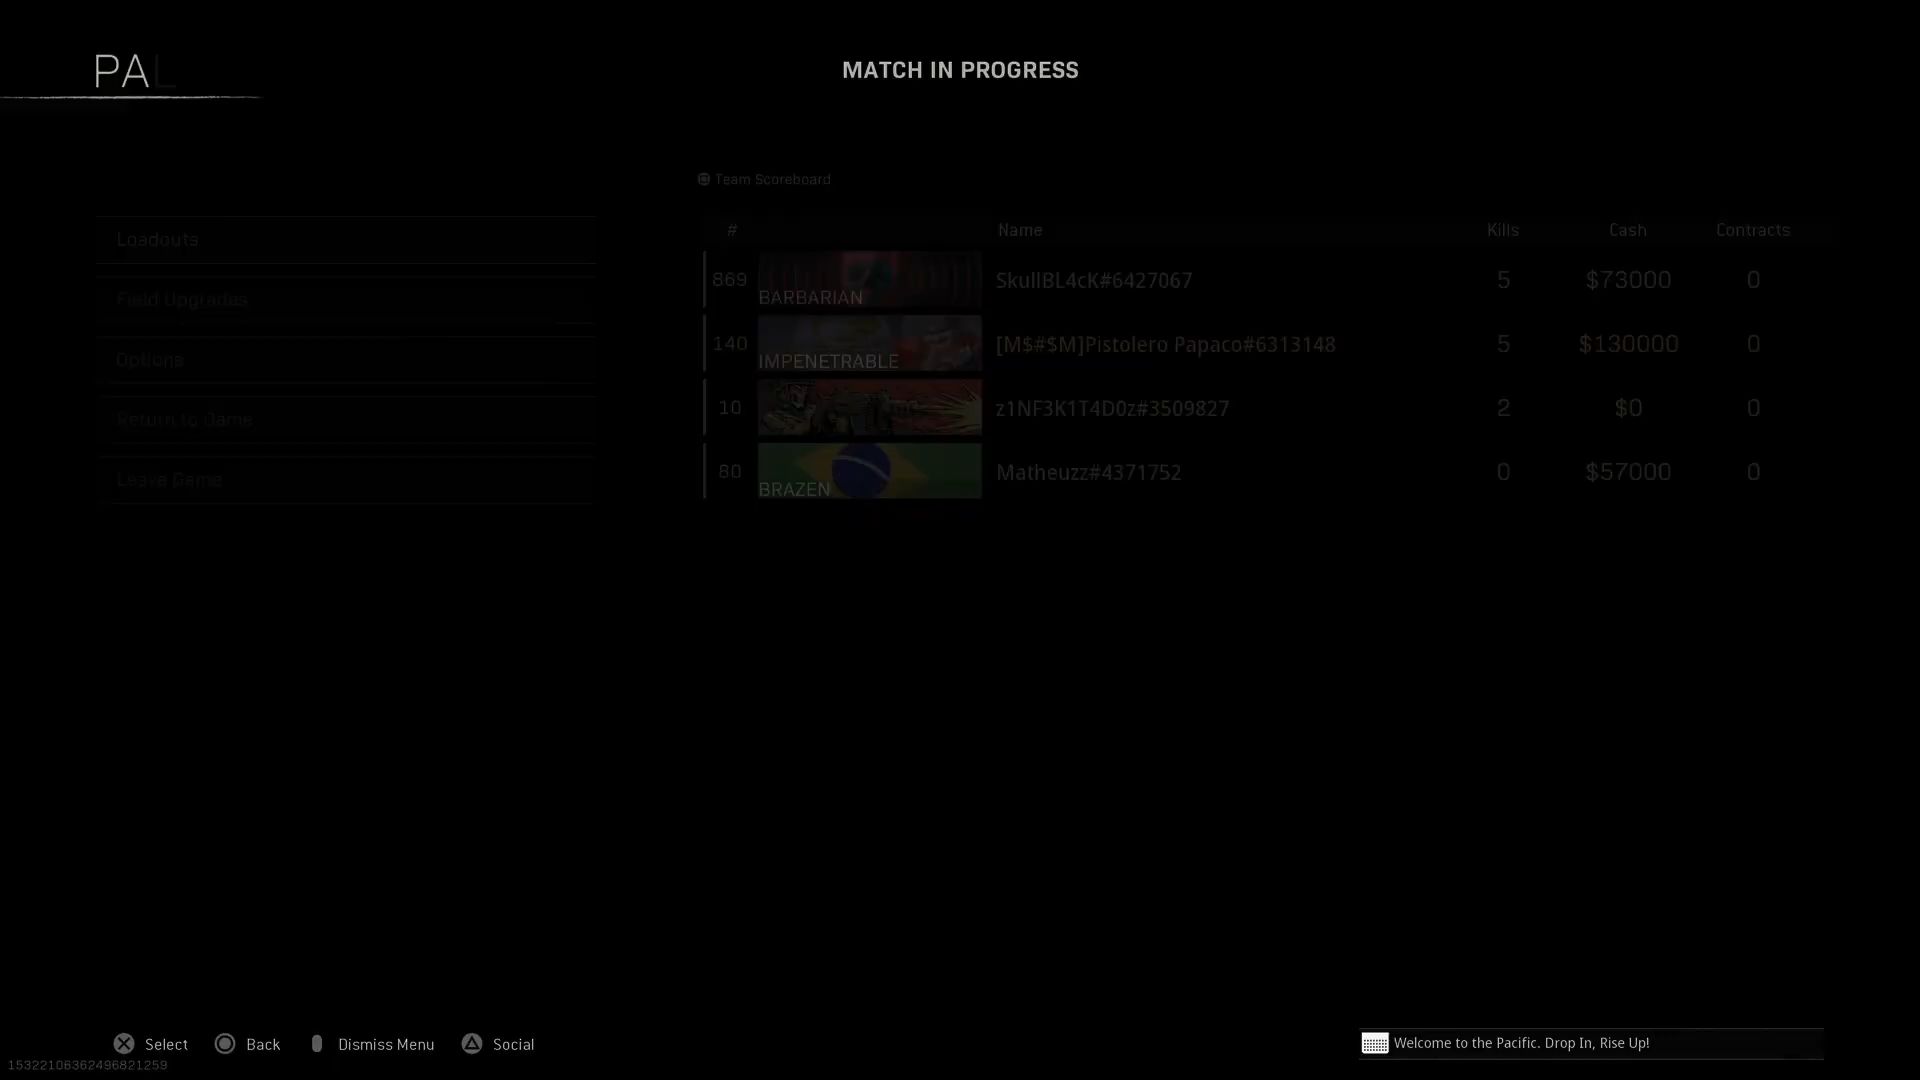 PAL
MATCH IN PROGRESS
Team Scoreboard
Loadouts
Field Upgrades
Options
Return to Game
Leave Game
# Name Kills Cash Contracts
869 BARBARIAN SkullBL4cK#6427067 5 $73000 0
140 IMPENETRABLE [M$#$M]Pistolero Papaco#6313148 5 $130000 0
10 z1NF3K1T4D0z#3509827 2 $0 0
80 BRAZEN Matheuzz#4371752 0 $57000 0
Select Back Dismiss Menu Social
Welcome to the Pacific. Drop In, Rise Up!
15322106362496821259